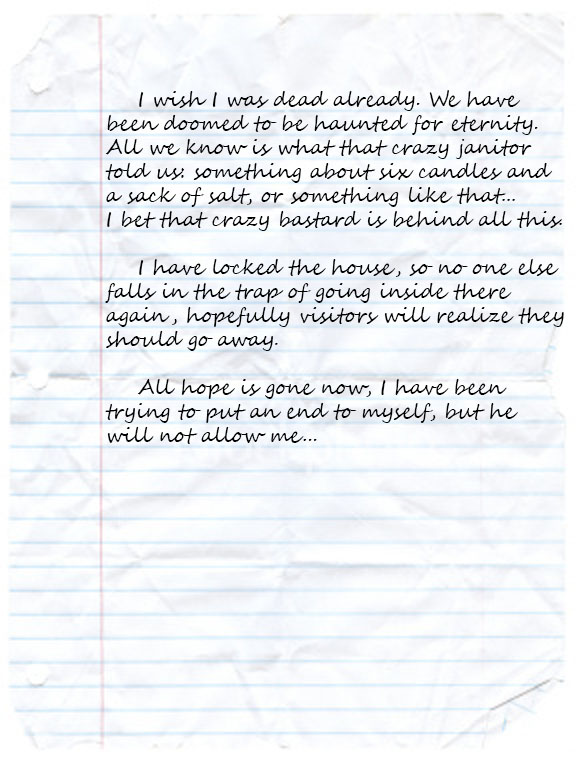 I wish I was dead already. We have
been doomed to be haunted for eternity.
All we know is what that crazy janitor
told us: something about six candles and
a sack of salt, or something like that...
I bet that crazy bastard is behind all this.
I have locked the house, so no one else
falls in the trap of going inside there
again, hopefully visitors will realize they
should go away.
All hope is gone now, I have been
trying to put an end to myself, but he
will not allow me...